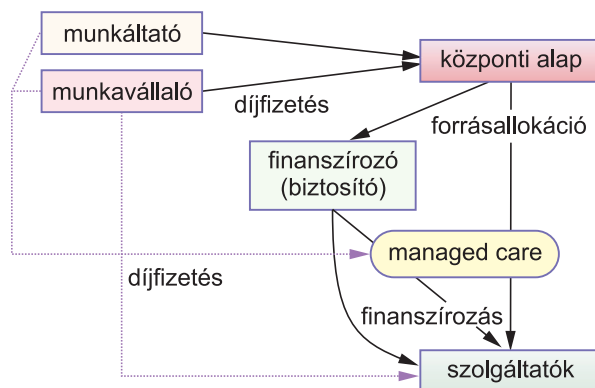 munkáltató
központi alap
munkavállaló
díjfizetés
forrásallokáció
finanszírozó
(biztosító)
managed care
díjfizetés
finanszírozás
szolgáltatók